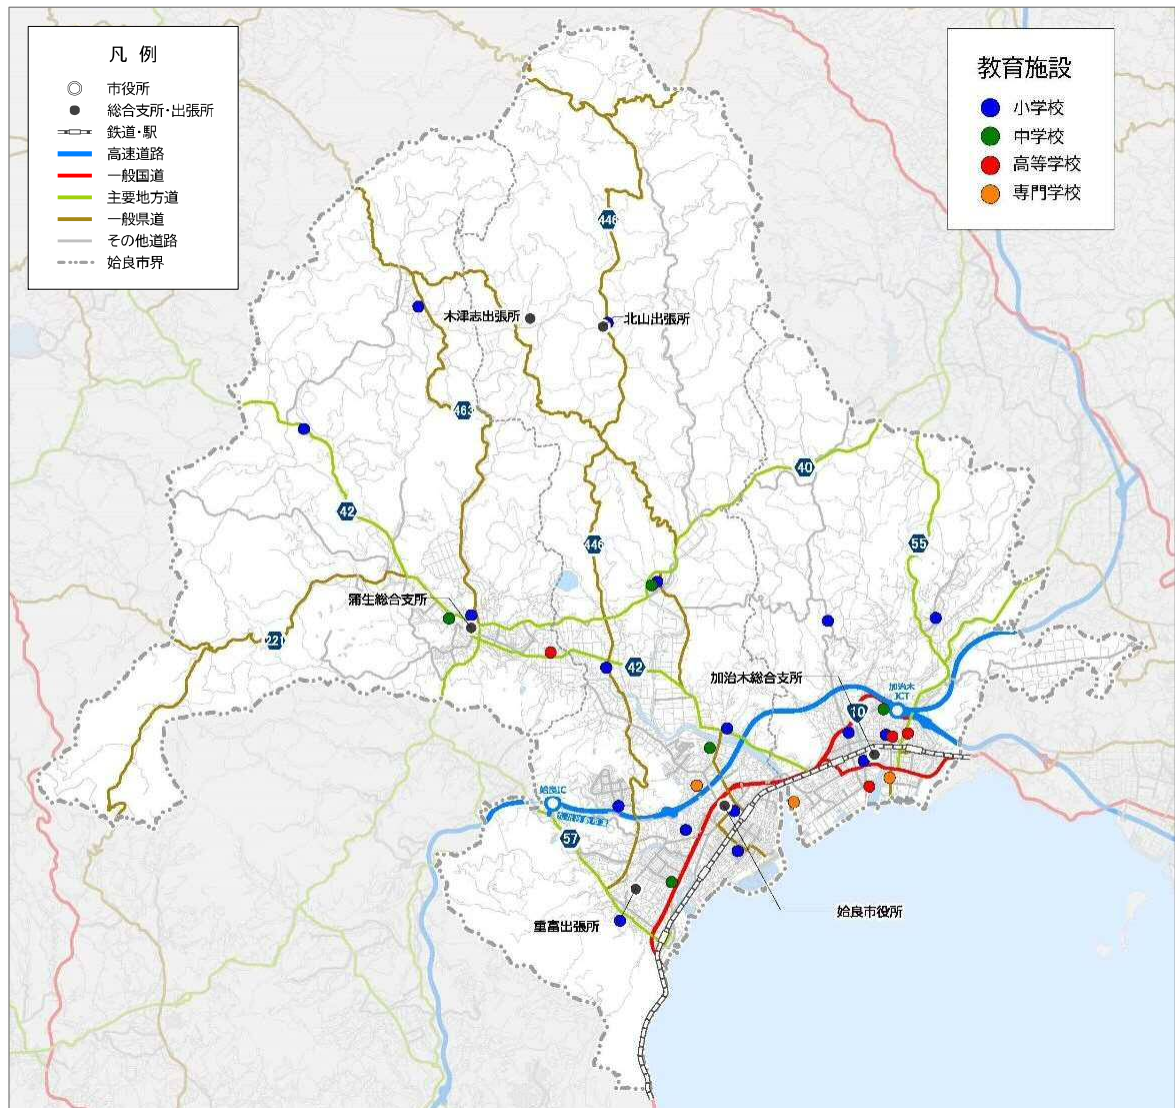 凡 例
市役所
総合支所・出張所
鉄道・駅
高速道路
一般国道
主要地方道
一般県道
その他道路
姶良市界
教育施設
小学校
中学校
高等学校
専門学校
446
木津志出張所
北山出張所
463
40
42
446
55
蒲生総合支所
221
42
加治木総合支所
加治木
JCT
10
姶良IC
57
姶良市役所
重富出張所